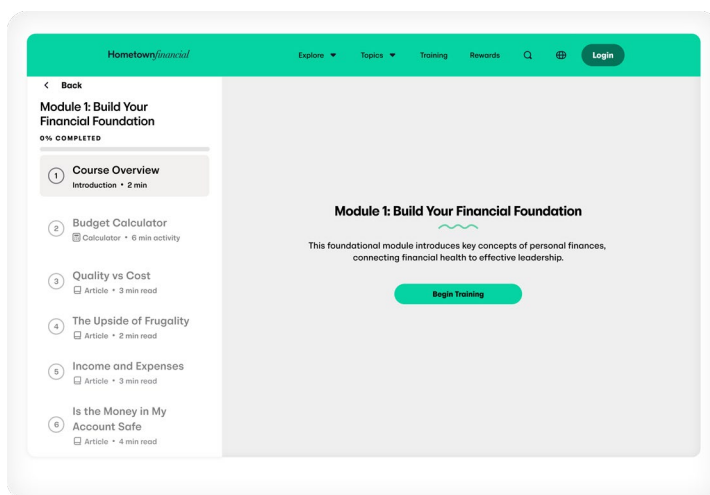 Hometownfinancial
Explore
Topics
Training
Rewards
Login
Back
Module 1: Build Your
Financial Foundation
0% COMPLETED
1
Course Overview
Introduction • 2 min
2
Budget Calculator
Calculator • 6 min activity
3
Quality vs Cost
Article • 3 min read
4
The Upside of Frugality
Article • 2 min read
5
Income and Expenses
Article • 3 min read
6
Is the Money in My
Account Safe
Article • 4 min read
Module 1: Build Your Financial Foundation
This foundational module introduces key concepts of personal finances,
connecting financial health to effective leadership.
Begin Training